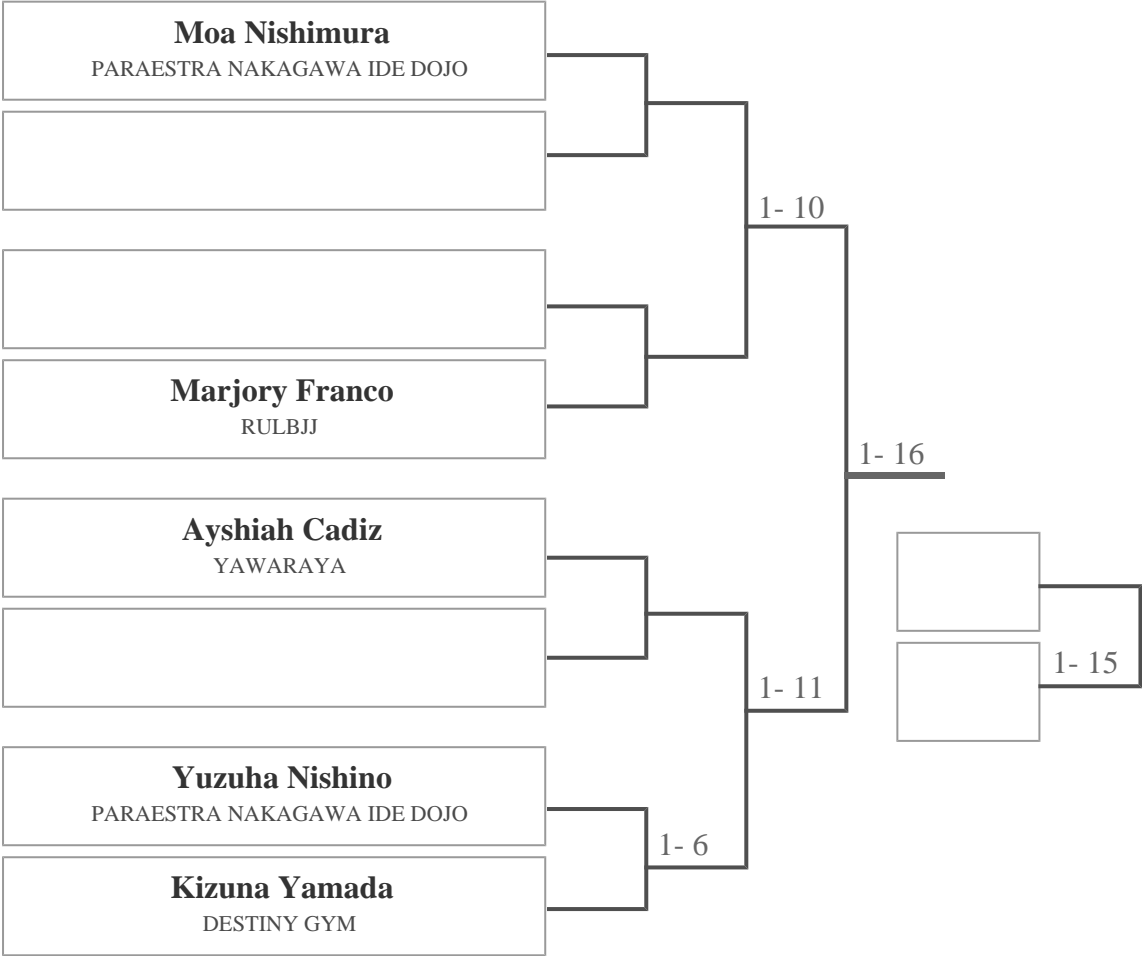 Moa Nishimura
PARAESTRA NAKAGAWA IDE DOJO
1- 10
Marjory Franco
RULBJJ
1- 16
Ayshiah Cadiz
YAWARAYA
1- 15
1- 11
Yuzuha Nishino
PARAESTRA NAKAGAWA IDE DOJO
1- 6
Kizuna Yamada
DESTINY GYM